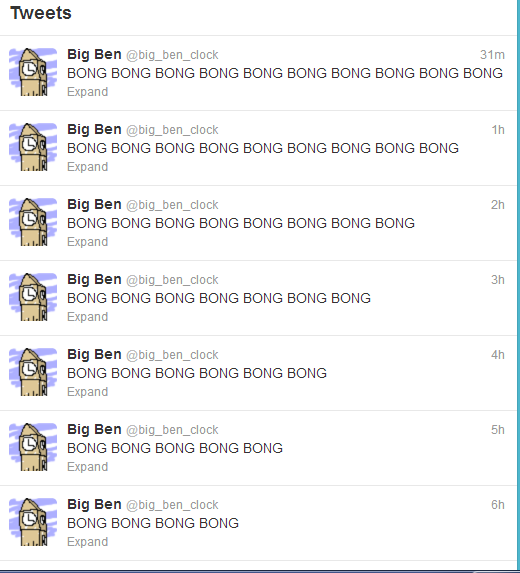 Tweets
Big Ben @big_ben_clock 31m
BONG BONG BONG BONG BONG BONG BONG BONG BONG BONG
Expand
Big Ben @big_ben_clock 1h
BONG BONG BONG BONG BONG BONG BONG BONG BONG
Expand
Big Ben @big_ben_clock 2h
BONG BONG BONG BONG BONG BONG BONG BONG
Expand
Big Ben @big_ben_clock 3h
BONG BONG BONG BONG BONG BONG BONG
Expand
Big Ben @big_ben_clock 4h
BONG BONG BONG BONG BONG BONG
Expand
Big Ben @big_ben_clock 5h
BONG BONG BONG BONG BONG
Expand
Big Ben @big_ben_clock 6h
BONG BONG BONG BONG
Expand